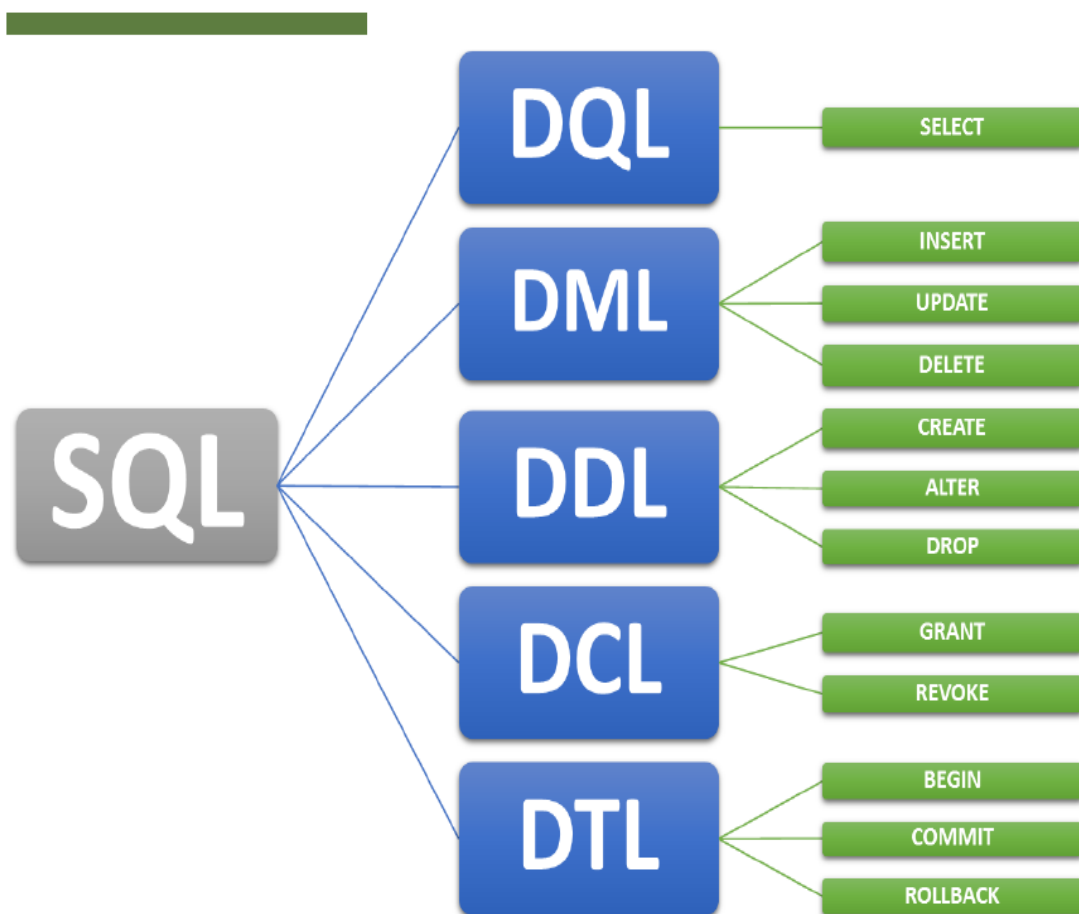 SQL
DQL
SELECT
DML
INSERT
UPDATE
DELETE
DDL
CREATE
ALTER
DROP
DCL
GRANT
REVOKE
DTL
BEGIN
COMMIT
ROLLBACK